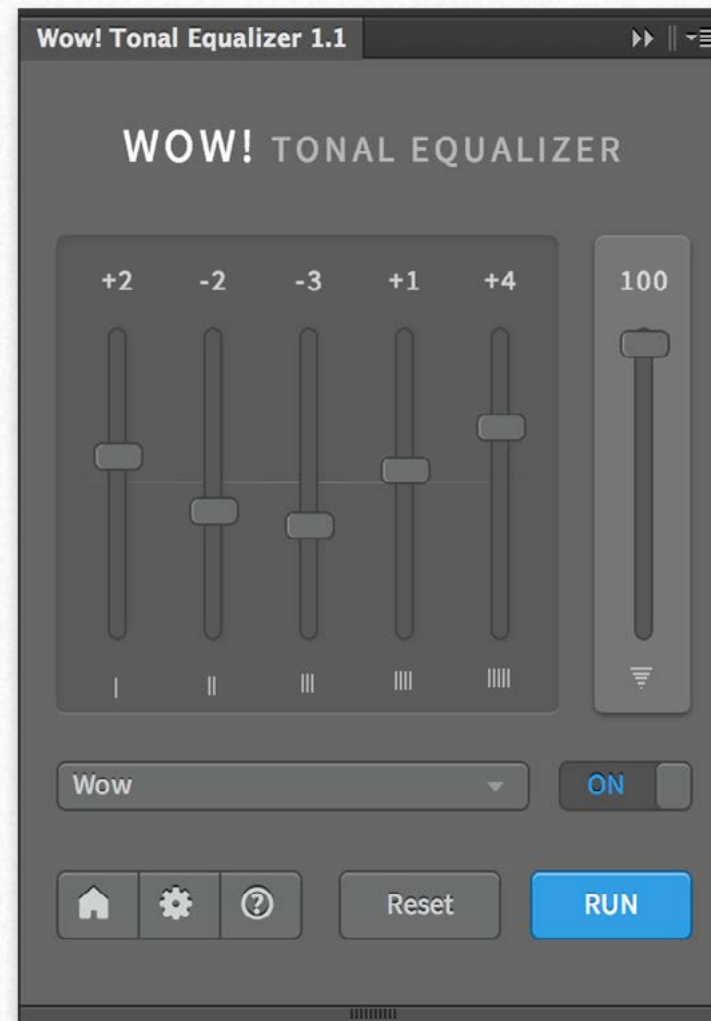 Wow! Tonal Equalizer 1.1
WOW! TONAL EQUALIZER
+2 -2 -3 +1 +4 100
Wow ON
Reset RUN